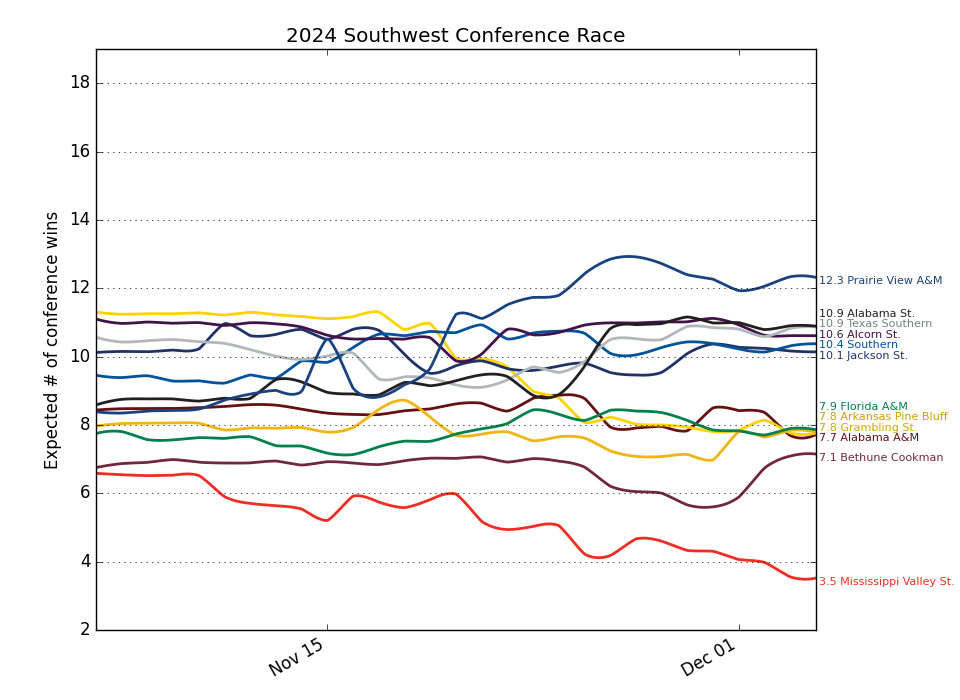 2024 Southwest Conference Race
Expected # of conference wins
18
16
14
12
10
8
6
4
2
Nov 15
Dec 01
12.3 Prairie View A&M
10.9 Alabama St.
10.9 Texas Southern
10.6 Alcorn St.
10.4 Southern
10.1 Jackson St.
7.9 Florida A&M
7.8 Arkansas Pine Bluff
7.8 Grambling St.
7.7 Alabama A&M
7.1 Bethune Cookman
3.5 Mississippi Valley St.